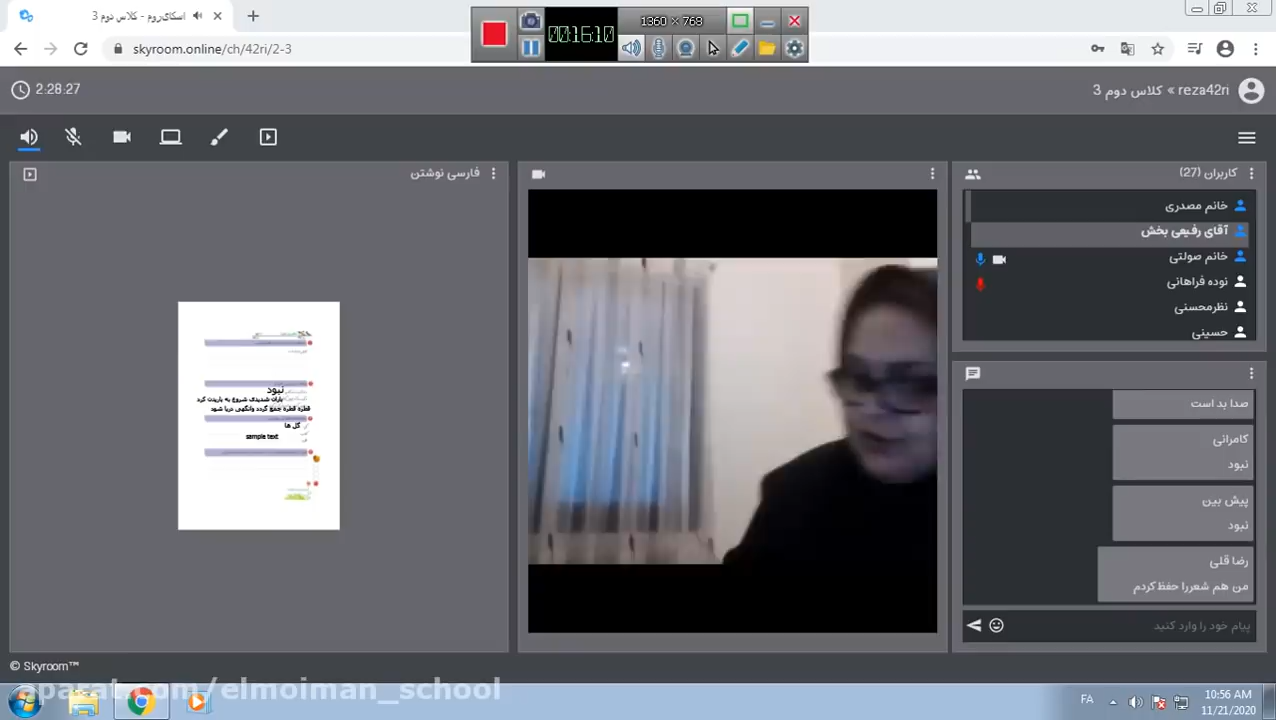 اسکای‌روم - کلاس دوم 3
1360 × 768
00:16:10
skyroom.online/ch/42ri/2-3
2:28:27
reza42ri » کلاس دوم 3
فارسی نوشتن
نبود
باران شدیدی شروع به باریدت کرد
قطره قطره جمع گردد وانگهی دریا شود
گل ها
sample text
کاربران (27)
خانم مصدری
آقای رفیعی بخش
خانم صولتی
نوده فراهانی
نظرمحسنی
حسینی
صدا بد است
کامرانی
نبود
پیش بین
نبود
رضا قلی
من هم شعررا حفظ کردم
پیام خود را وارد کنید
© Skyroom™
aparat.com/elmoiman_school
FA
10:56 AM
11/21/2020